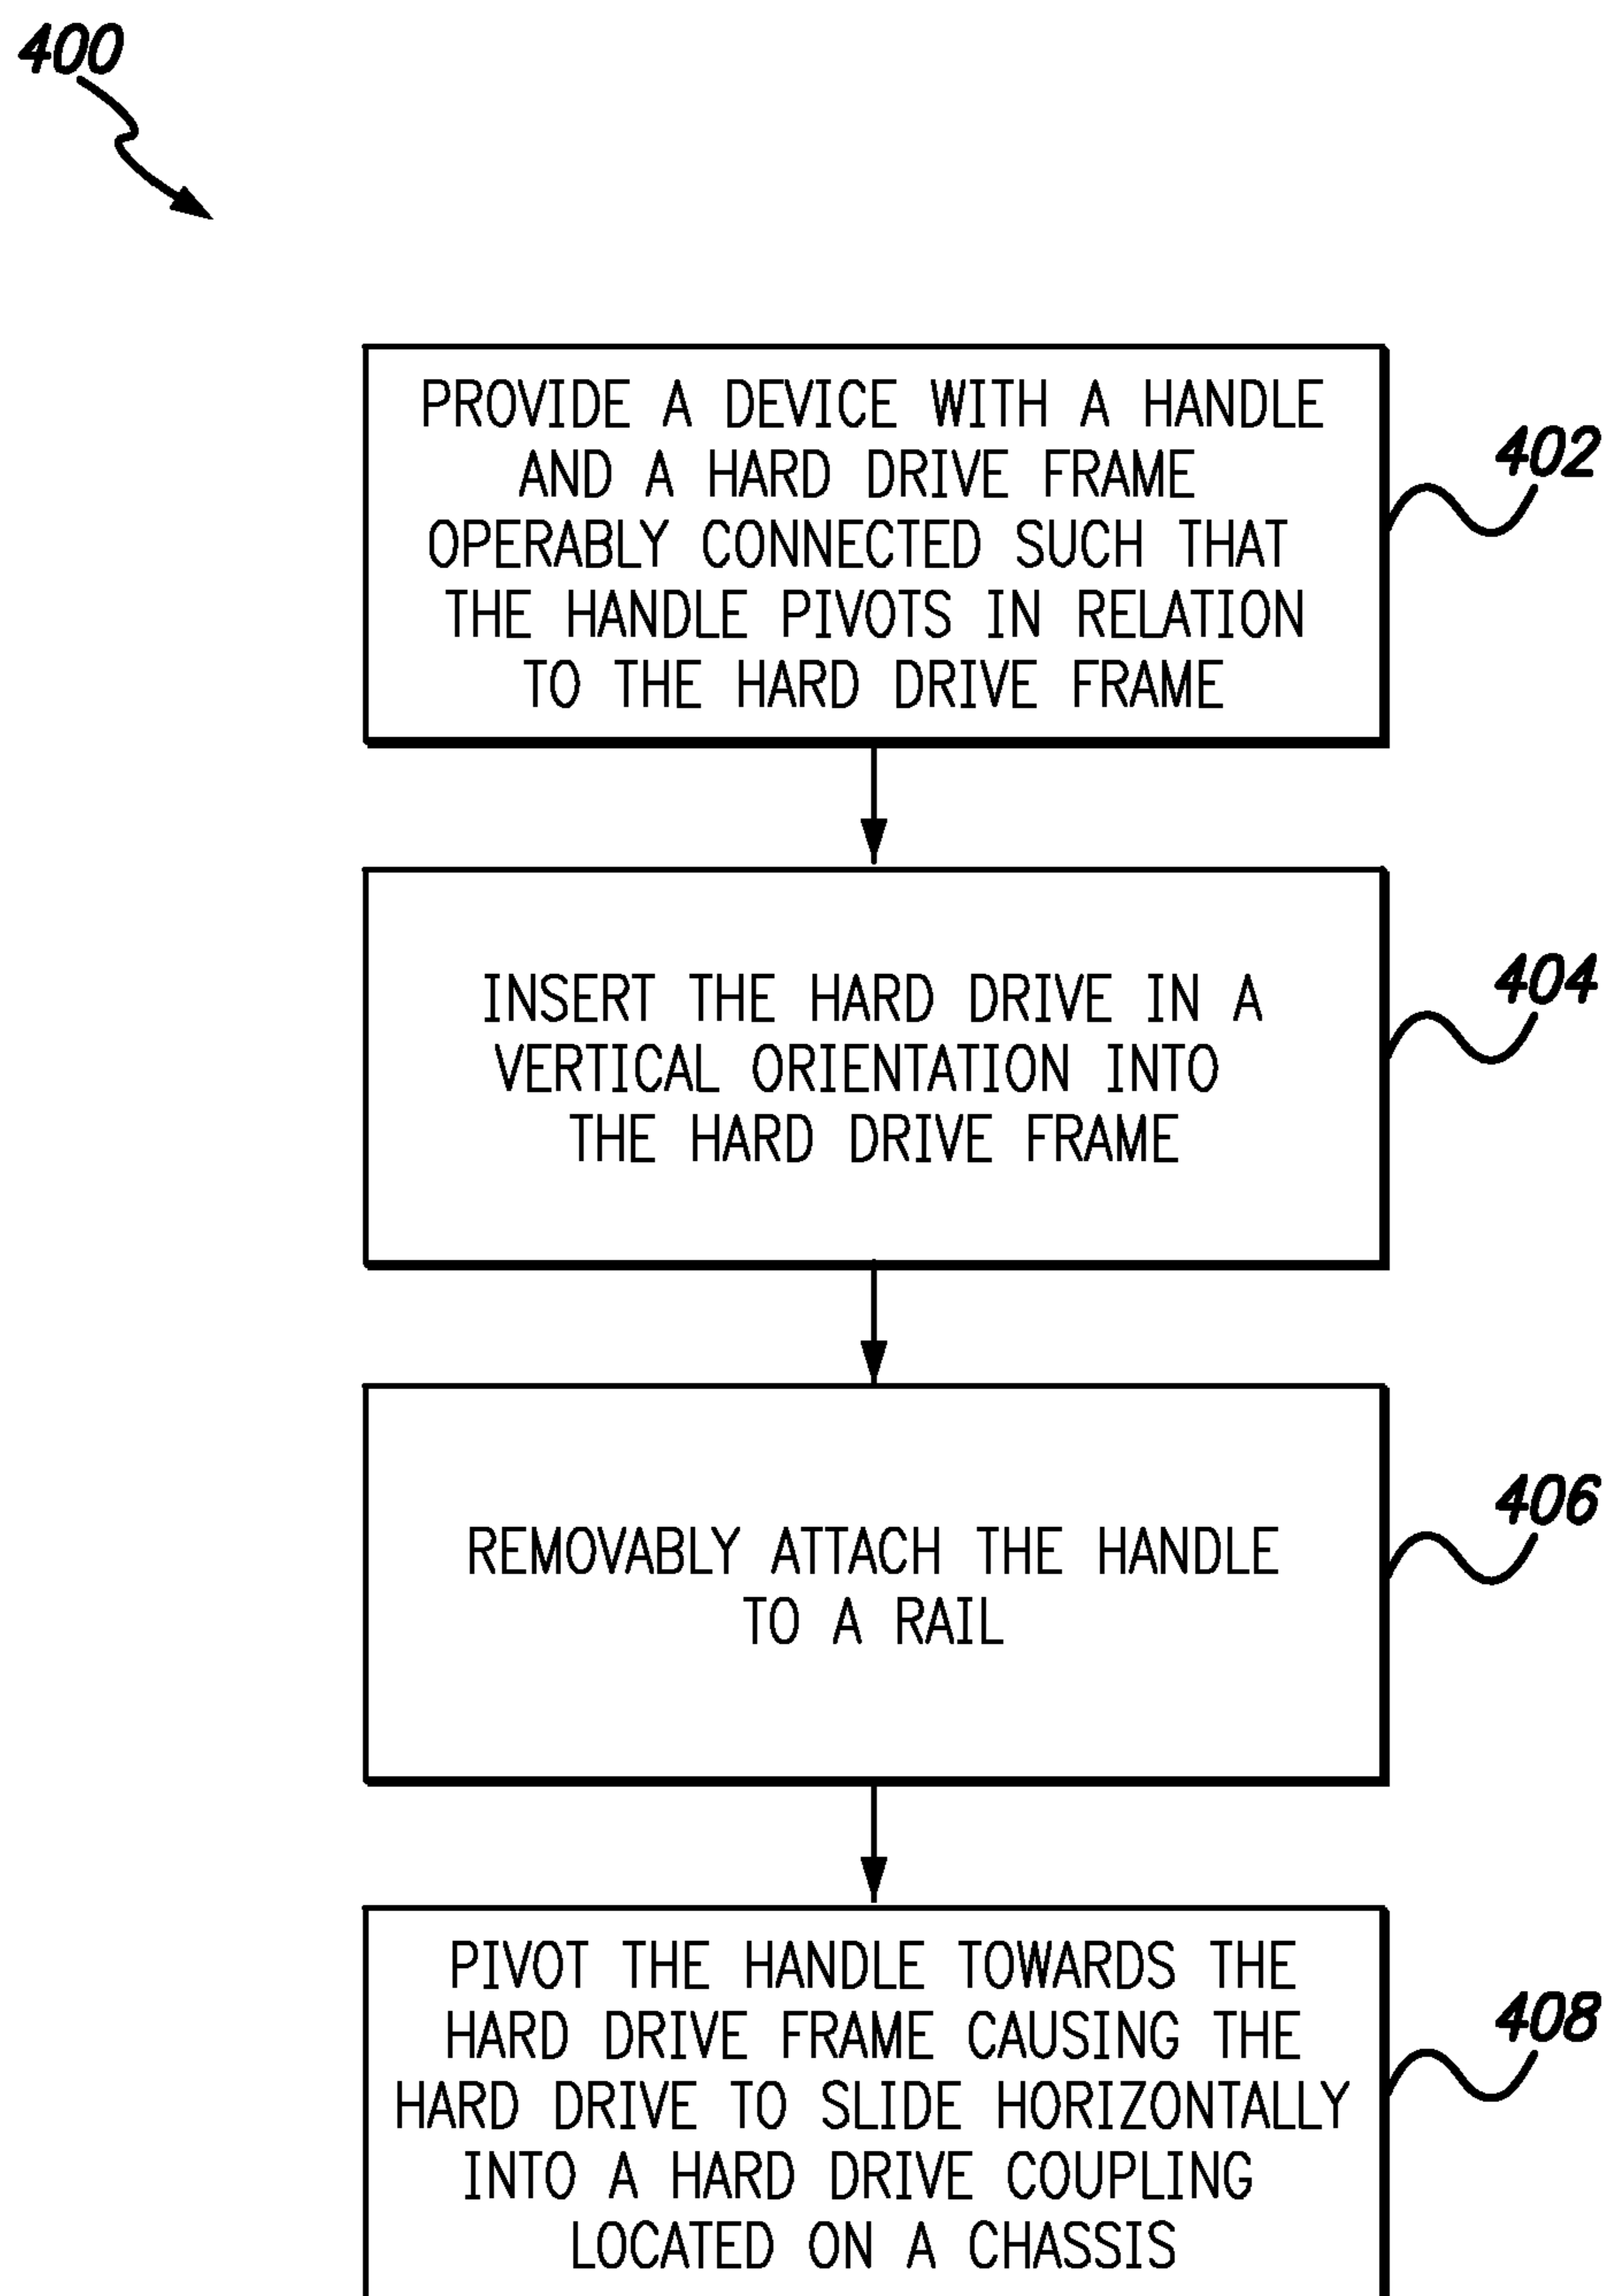 400
PROVIDE A DEVICE WITH A HANDLE
AND A HARD DRIVE FRAME
OPERABLY CONNECTED SUCH THAT
THE HANDLE PIVOTS IN RELATION
TO THE HARD DRIVE FRAME
402
INSERT THE HARD DRIVE IN A
VERTICAL ORIENTATION INTO
THE HARD DRIVE FRAME
404
REMOVABLY ATTACH THE HANDLE
TO A RAIL
406
PIVOT THE HANDLE TOWARDS THE
HARD DRIVE FRAME CAUSING THE
HARD DRIVE TO SLIDE HORIZONTALLY
INTO A HARD DRIVE COUPLING
LOCATED ON A CHASSIS
408